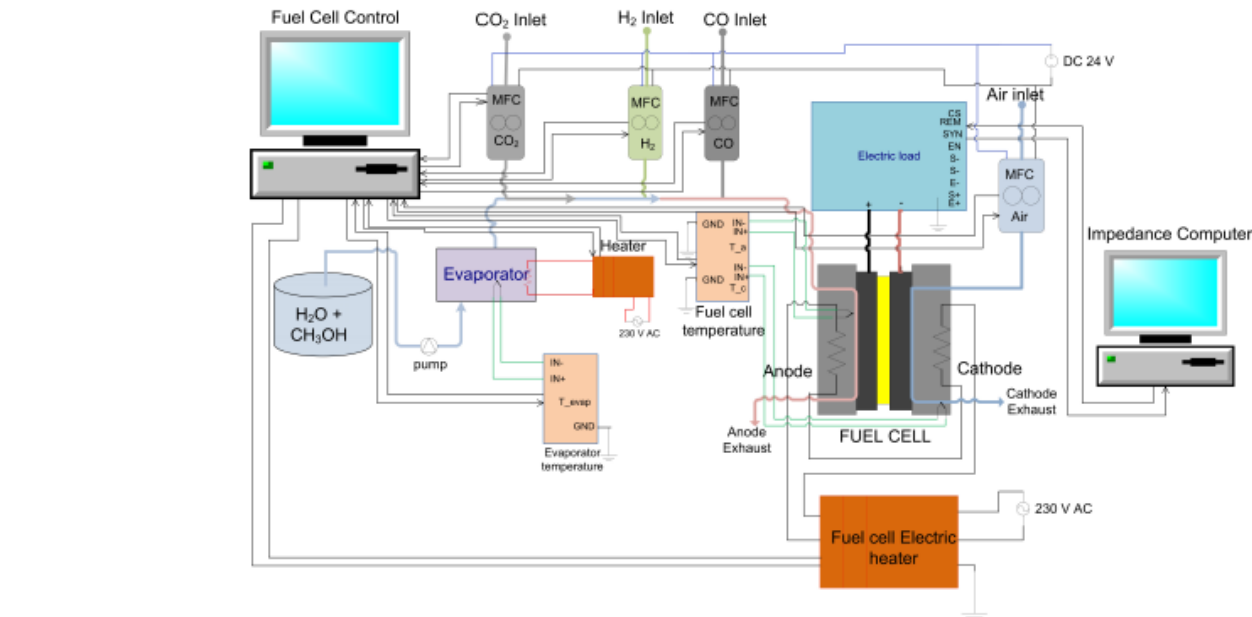 Fuel Cell Control
CO₂ Inlet
H₂ Inlet
CO Inlet
DC 24 V
Air inlet
MFC
CO₂
MFC
H₂
MFC
CO
CS
REM
SYN
EN
S-
S-
E-
Electric load
+
-
MFC
Air
Impedance Computer
GND
IN-
IN+
T_a
IN-
IN+
GND
T_c
Fuel cell
temperature
Heater
230 V AC
Evaporator
H₂O +
CH₃OH
pump
IN-
IN+
T_evap
GND
Evaporator
temperature
Anode
Cathode
Cathode
Exhaust
Anode
Exhaust
FUEL CELL
230 V AC
Fuel cell Electric
heater